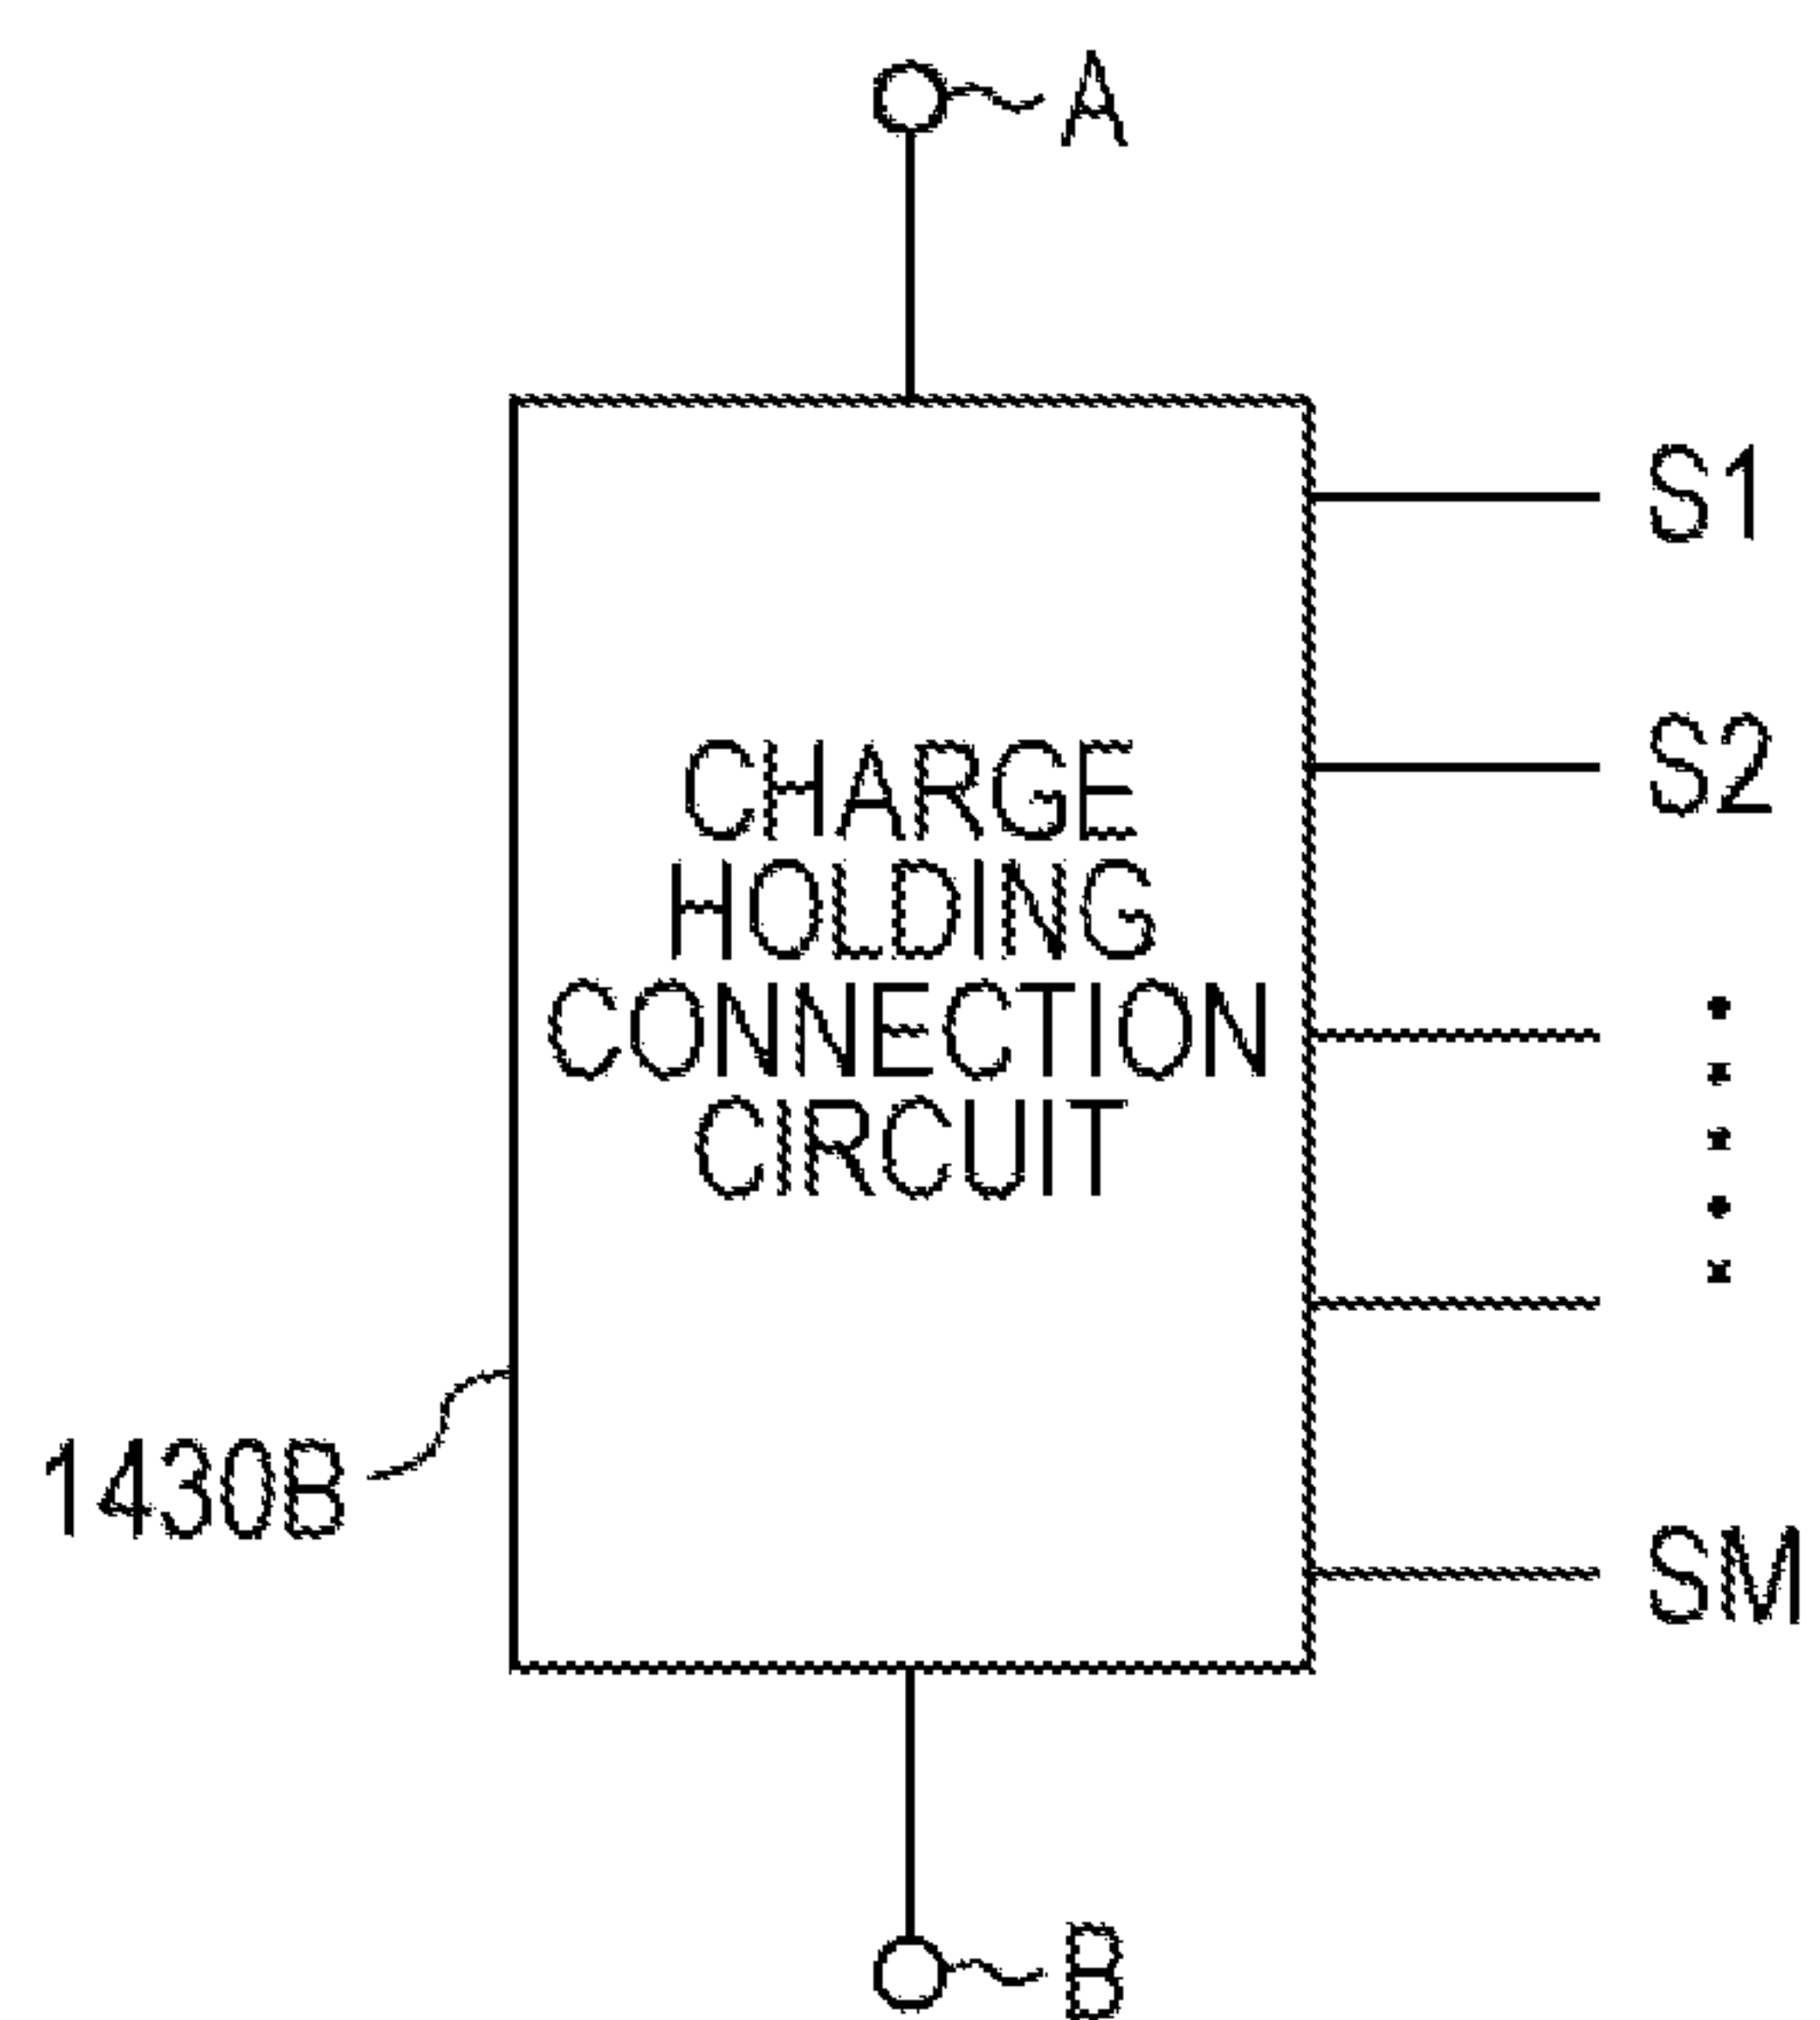 A
S1
S2
CHARGE
HOLDING
CONNECTION
CIRCUIT
1430B
SM
B